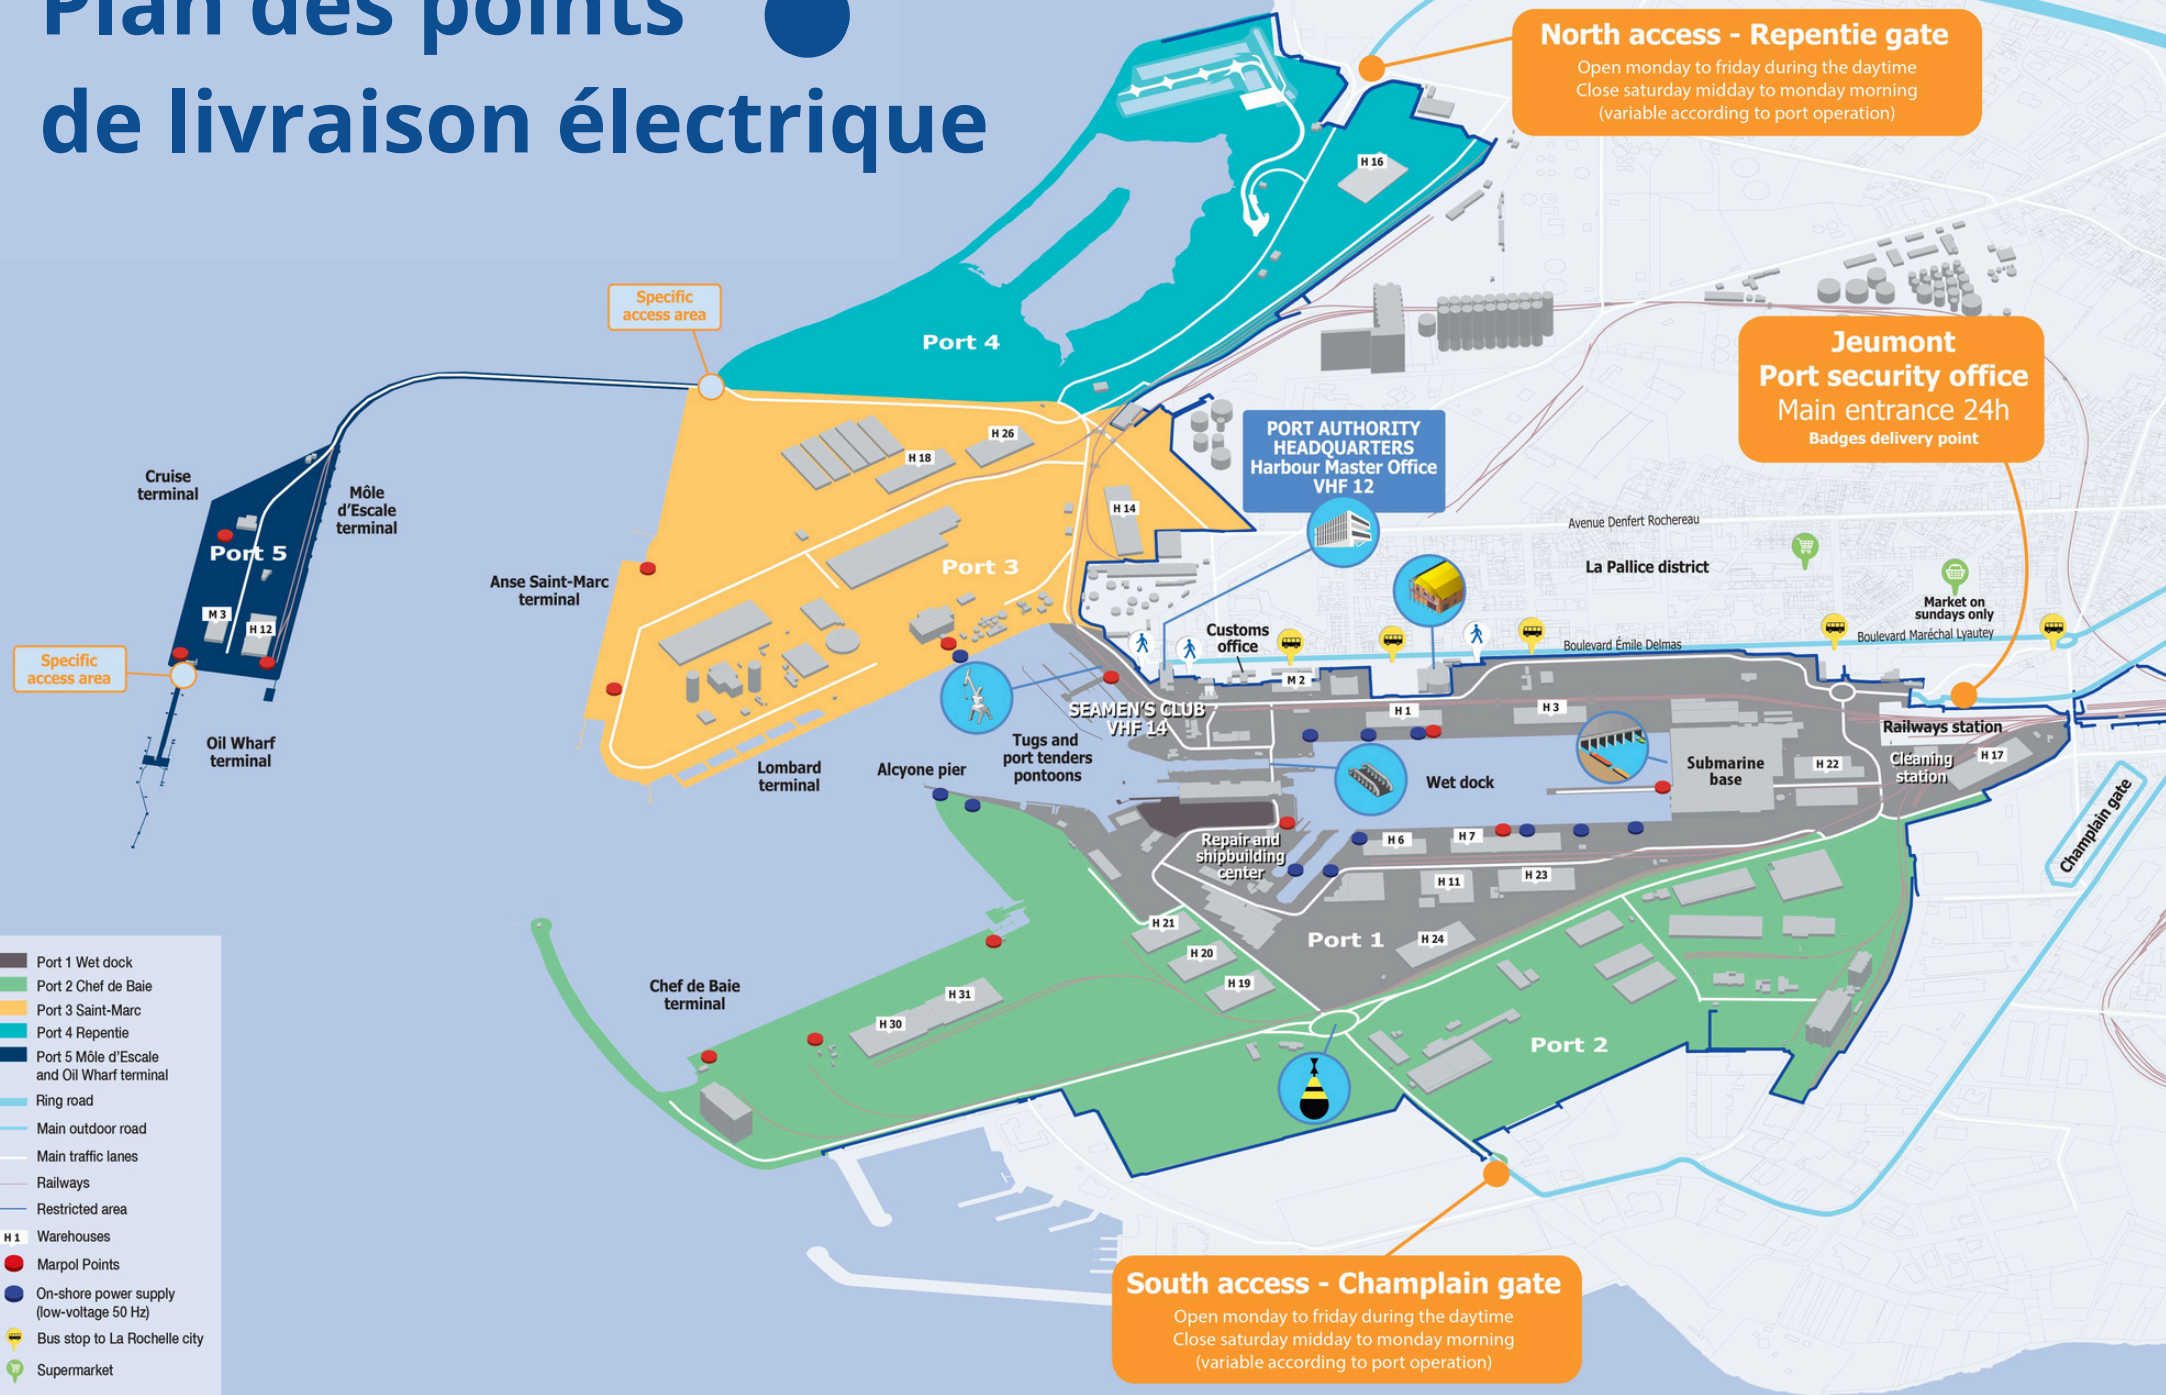 Plan des points
de livraison électrique
North access - Repentie gate
Open monday to friday during the daytime
Close saturday midday to monday morning
(variable according to port operation)
H 16
Specific
access area
Port 4
Jeumont
Port security office
Main entrance 24h
Badges delivery point
PORT AUTHORITY
HEADQUARTERS
Harbour Master Office
VHF 12
H 26
H 18
H 14
Cruise
terminal
Môle
d'Escale
terminal
Port 5
Port 3
Anse Saint-Marc
terminal
M 3
H 12
Avenue Denfert Rochereau
La Pallice district
Market on
sundays only
Customs
office
Boulevard Émile Delmas
Boulevard Maréchal Lyautey
Specific
access area
M 2
SEAMEN'S CLUB
VHF 14
H 1
H 3
Railways station
Oil Wharf
terminal
Lombard
terminal
Alcyone pier
Tugs and
port tenders
pontoons
Wet dock
Submarine
base
H 22
Cleaning
station
H 17
Champlain gate
Repair and
shipbuilding
center
H 6
H 7
H 11
H 23
H 21
H 20
H 19
Port 1
H 24
Chef de Baie
terminal
H 31
H 30
Port 2
Port 1 Wet dock
Port 2 Chef de Baie
Port 3 Saint-Marc
Port 4 Repentie
Port 5 Môle d'Escale
and Oil Wharf terminal
Ring road
Main outdoor road
Main traffic lanes
Railways
Restricted area
H 1 Warehouses
Marpol Points
On-shore power supply
(low-voltage 50 Hz)
Bus stop to La Rochelle city
Supermarket
South access - Champlain gate
Open monday to friday during the daytime
Close saturday midday to monday morning
(variable according to port operation)